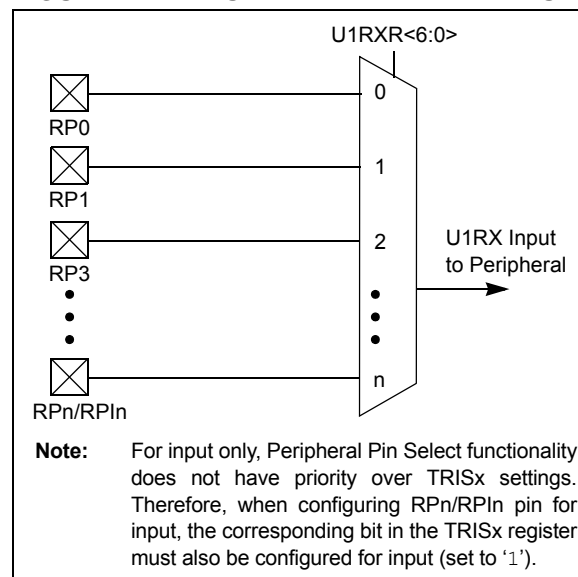 U1RXR<6:0>
RP0
0
RP1
1
RP3
2
U1RX Input
to Peripheral
RPn/RPIn
n
Note: For input only, Peripheral Pin Select functionality
does not have priority over TRISx settings.
Therefore, when configuring RPn/RPIn pin for
input, the corresponding bit in the TRISx register
must also be configured for input (set to ‘1’).